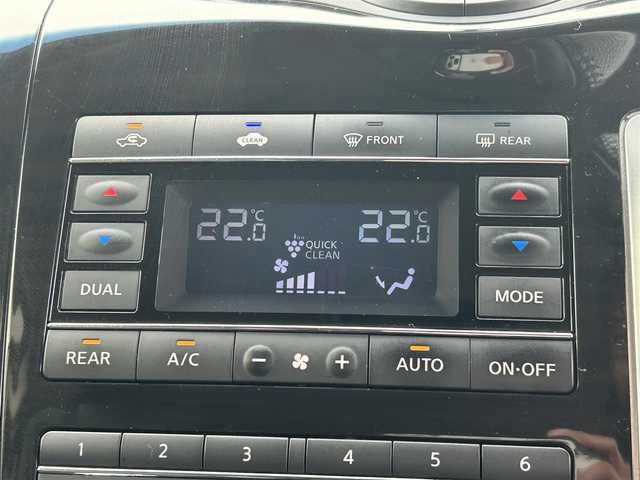 CLEAN FRONT REAR
22.0°C 22.0°C
QUICK
CLEAN
DUAL MODE
REAR A/C − + AUTO ON·OFF
1 2 3 4 5 6